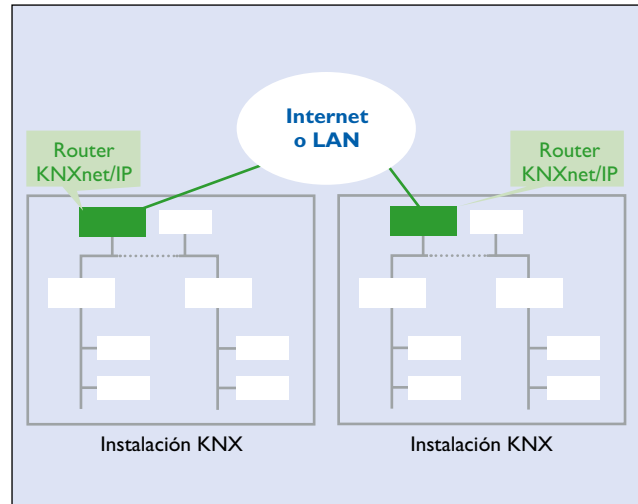 Internet
o LAN
Router
KNXnet/IP
Router
KNXnet/IP
Instalación KNX
Instalación KNX